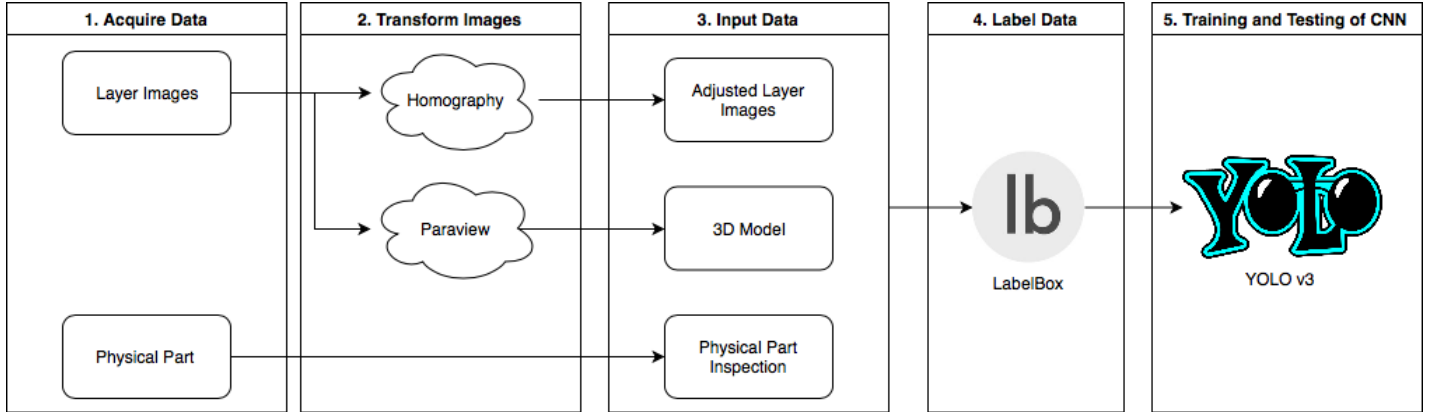 1. Acquire Data
2. Transform Images
3. Input Data
4. Label Data
5. Training and Testing of CNN
Layer Images
Homography
Adjusted Layer
Images
Paraview
3D Model
lb
LabelBox
YOLO
YOLO v3
Physical Part
Physical Part
Inspection